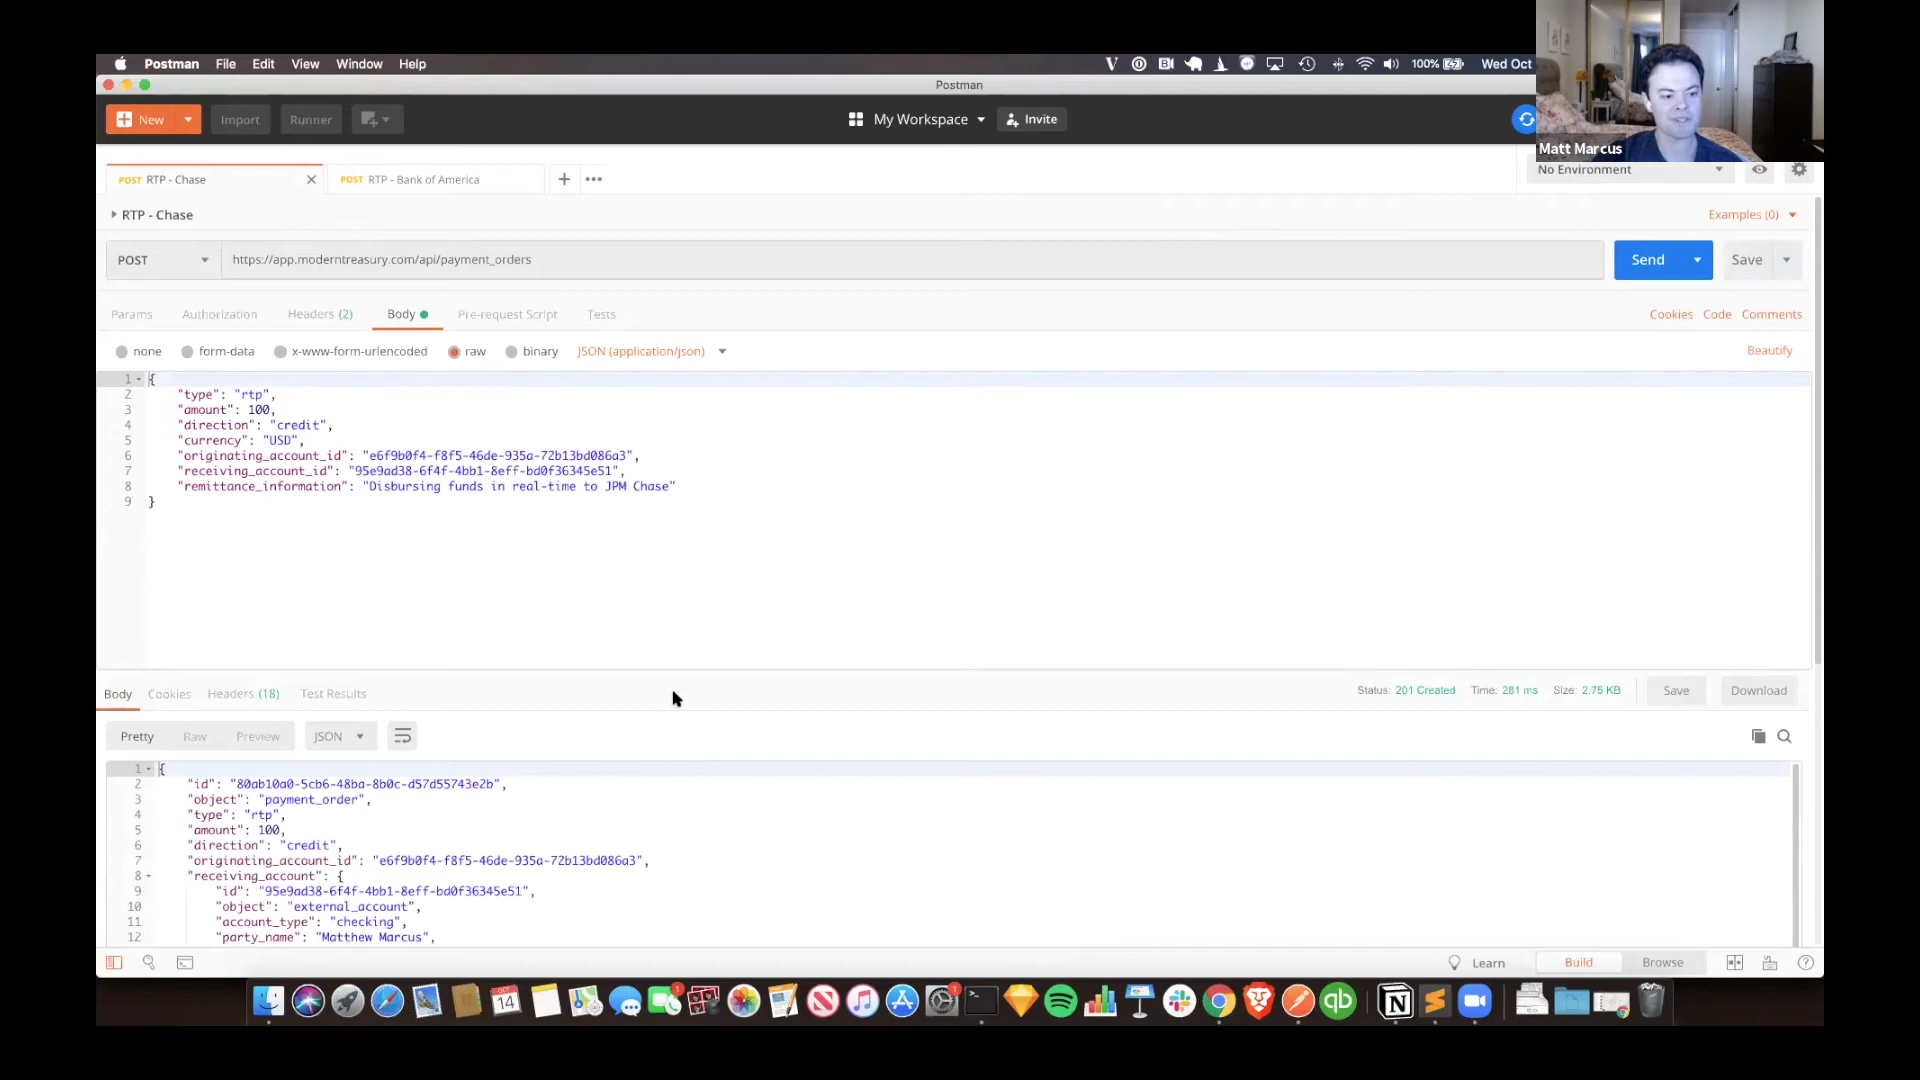 Postman File Edit View Window Help 100% Wed Oct
Postman
New Import Runner My Workspace Invite
Matt Marcus
POST RTP - Chase POST RTP - Bank of America No Environment
RTP - Chase Examples (0)
POST https://app.moderntreasury.com/api/payment_orders Send Save
Params Authorization Headers (2) Body Pre-request Script Tests Cookies Code Comments
none form-data x-www-form-urlencoded raw binary JSON (application/json) Beautify
1 {
2 "type": "rtp",
3 "amount": 100,
4 "direction": "credit",
5 "currency": "USD",
6 "originating_account_id": "e6f9b0f4-f8f5-46de-935a-72b13bd086a3",
7 "receiving_account_id": "95e9ad38-6f4f-4bb1-8eff-bd0f36345e51",
8 "remittance_information": "Disbursing funds in real-time to JPM Chase"
9 }
Body Cookies Headers (18) Test Results Status: 201 Created Time: 281 ms Size: 2.75 KB Save Download
Pretty Raw Preview JSON
1 {
2 "id": "80ab10a0-5cb6-48ba-8b0c-d57d55743e2b",
3 "object": "payment_order",
4 "type": "rtp",
5 "amount": 100,
6 "direction": "credit",
7 "originating_account_id": "e6f9b0f4-f8f5-46de-935a-72b13bd086a3",
8 "receiving_account": {
9 "id": "95e9ad38-6f4f-4bb1-8eff-bd0f36345e51",
10 "object": "external_account",
11 "account_type": "checking",
12 "party_name": "Matthew Marcus",
Learn Build Browse
OCT
14
1
1